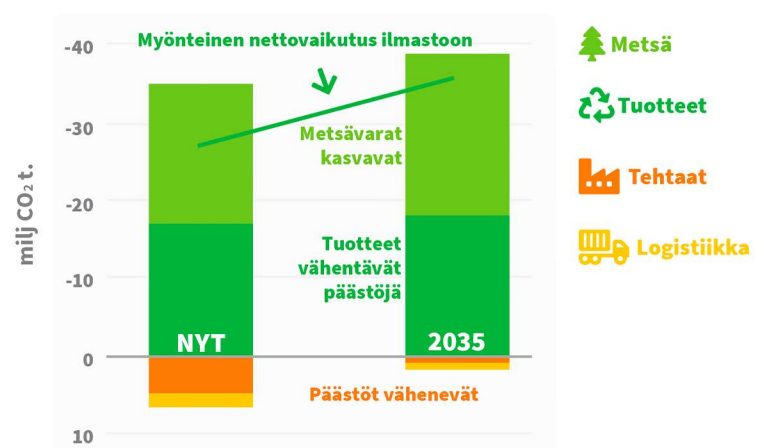 Myönteinen nettovaikutus ilmastoon
-40
-30
-20
-10
0
10
milj CO₂ t.
Metsävarat
kasvavat
Tuotteet
vähentävät
päästöjä
NYT
2035
Päästöt vähenevät
Metsä
Tuotteet
Tehtaat
Logistiikka